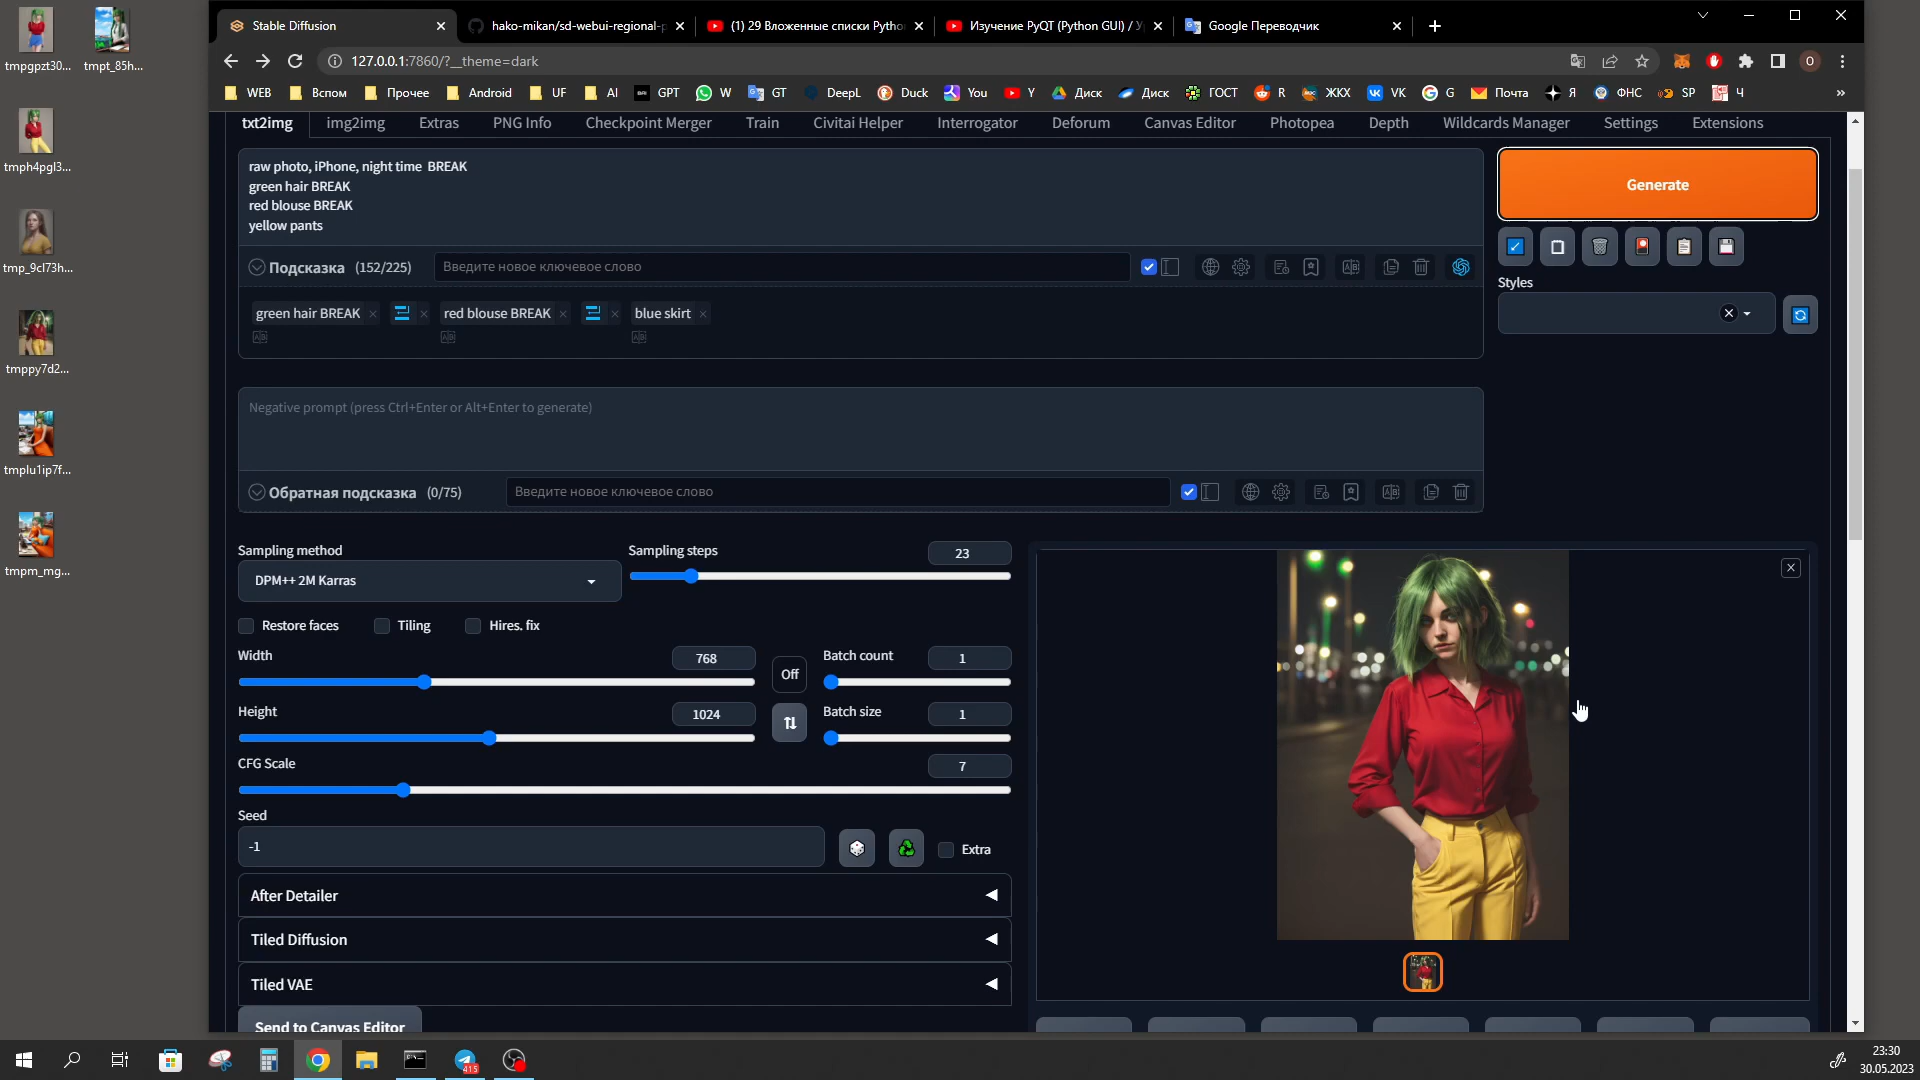 tmpgpzt30...
tmpt_85h...
tmph4pgl3...
tmp_9cl73h...
tmppy7d2...
tmplu1ip7f...
tmpm_mg...
Stable Diffusion
hako-mikan/sd-webui-regional-p
(1) 29 Вложенные списки Pytho
Изучение PyQT (Python GUI) / У
Google Переводчик
127.0.0.1:7860/?__theme=dark
WEB
Вспом
Прочее
Android
UF
AI
GPT
W
GT
DeepL
Duck
You
Y
Диск
Диск
ГОСТ
R
ЖКХ
VK
G
Почта
Я
ФНС
SP
Ч
txt2img
img2img
Extras
PNG Info
Checkpoint Merger
Train
Civitai Helper
Interrogator
Deforum
Canvas Editor
Photopea
Depth
Wildcards Manager
Settings
Extensions
raw photo, iPhone, night time BREAK
green hair BREAK
red blouse BREAK
yellow pants
Generate
Подсказка (152/225)
Введите новое ключевое слово
Styles
green hair BREAK
red blouse BREAK
blue skirt
Negative prompt (press Ctrl+Enter or Alt+Enter to generate)
Обратная подсказка (0/75)
Введите новое ключевое слово
Sampling method
DPM++ 2M Karras
Sampling steps
23
Restore faces
Tiling
Hires. fix
Width
768
Off
Batch count
1
Height
1024
Batch size
1
CFG Scale
7
Seed
-1
Extra
After Detailer
Tiled Diffusion
Tiled VAE
Send to Canvas Editor
415
23:30
30.05.2023